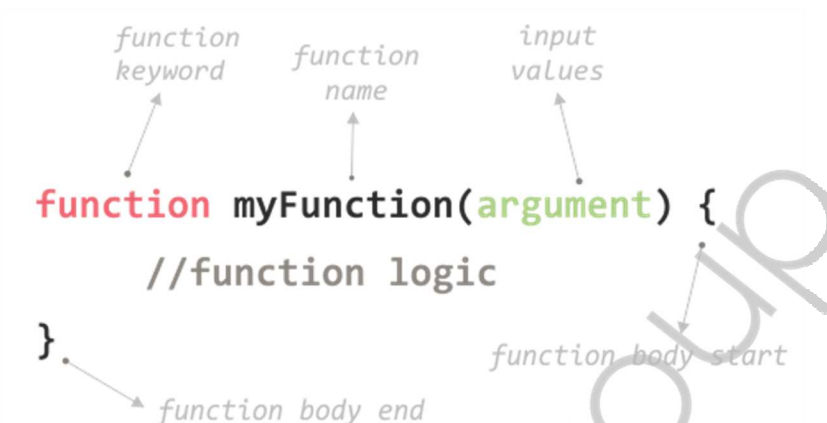 function
keyword
function
name
input
values
function myFunction(argument) {
//function logic
}
function body start
function body end